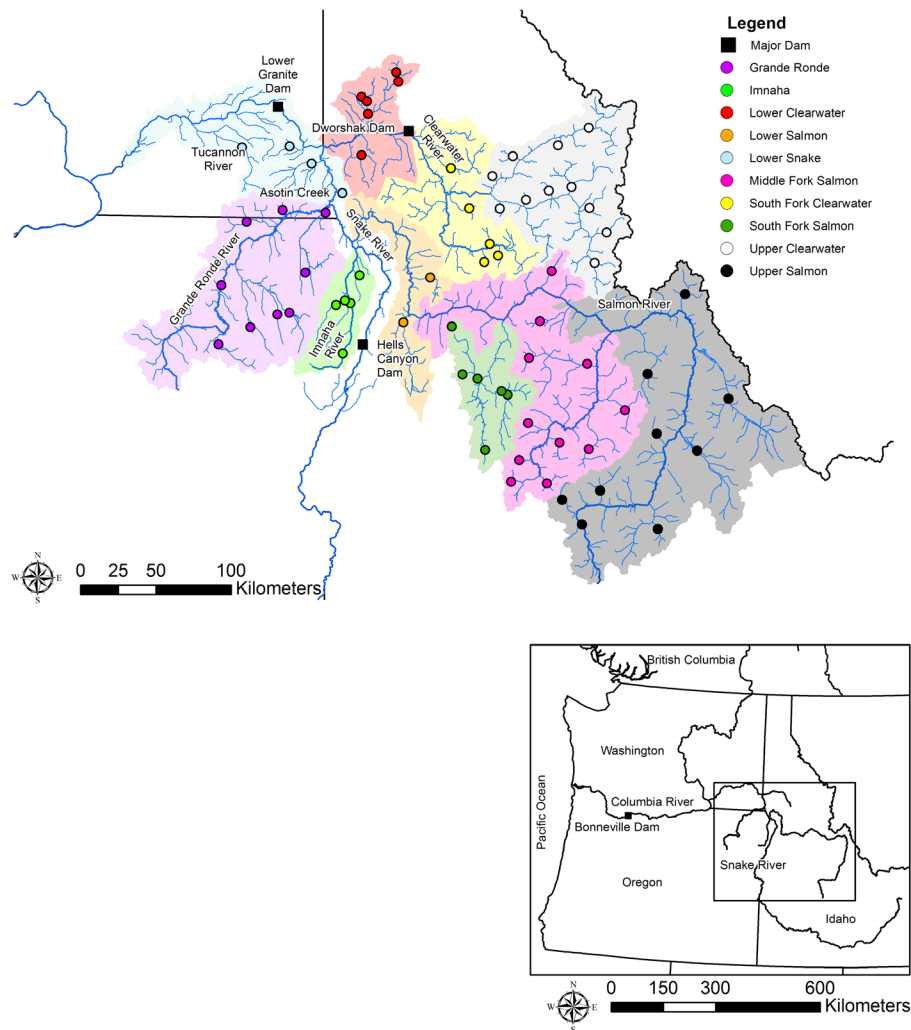 Legend
Major Dam
Grande Ronde
Imnaha
Lower Clearwater
Lower Salmon
Lower Snake
Middle Fork Salmon
South Fork Clearwater
South Fork Salmon
Upper Clearwater
Upper Salmon
Lower
Granite
Dam
Dworshak Dam
Clearwater
River
Tucannon
River
Asotin Creek
Snake River
Grande Ronde River
Imnaha
River
Hells
Canyon
Dam
Salmon River
N
W
E
S
0 25 50 100
Kilometers
British Columbia
Washington
Pacific Ocean
Columbia River
Bonneville Dam
Snake River
Oregon
Idaho
N
W
E
S
0 150 300 600
Kilometers